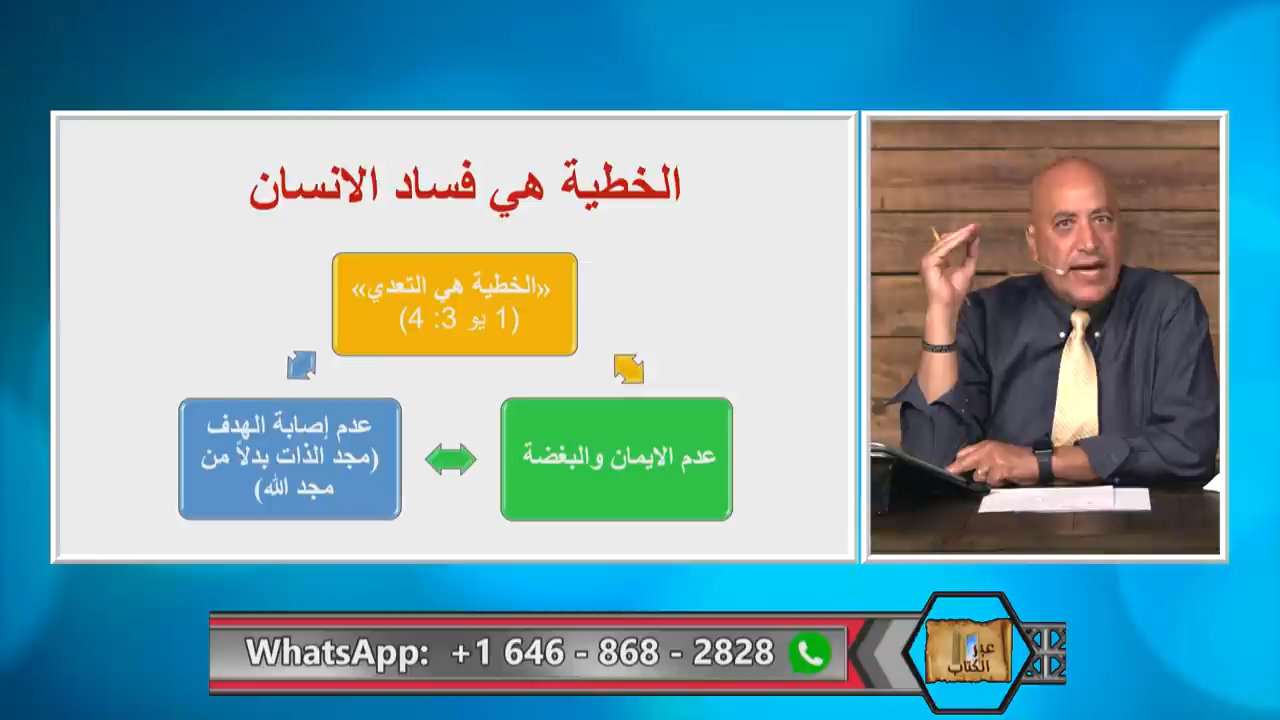 الخطية هي فساد الانسان
«الخطية هي التعدي»
(1 يو 3: 4)
عدم الايمان والبغضة
عدم إصابة الهدف
(مجد الذات بدلاً من
مجد الله)
WhatsApp: +1 646 - 868 - 2828
عبر
الكتاب